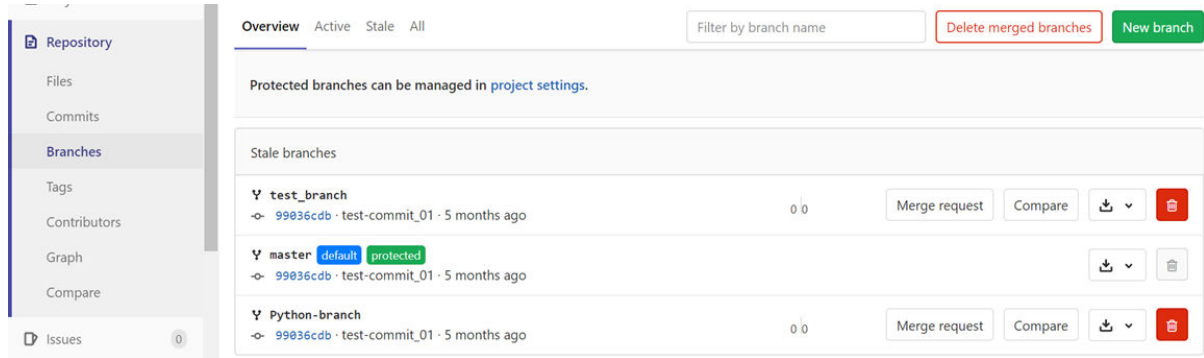 Repository
Files
Commits
Branches
Tags
Contributors
Graph
Compare
Issues 0
Overview Active Stale All Filter by branch name Delete merged branches New branch
Protected branches can be managed in project settings.
Stale branches
test_branch
99036cdb · test-commit_01 · 5 months ago
0 0 Merge request Compare
master default protected
99036cdb · test-commit_01 · 5 months ago
Python-branch
99036cdb · test-commit_01 · 5 months ago
0 0 Merge request Compare